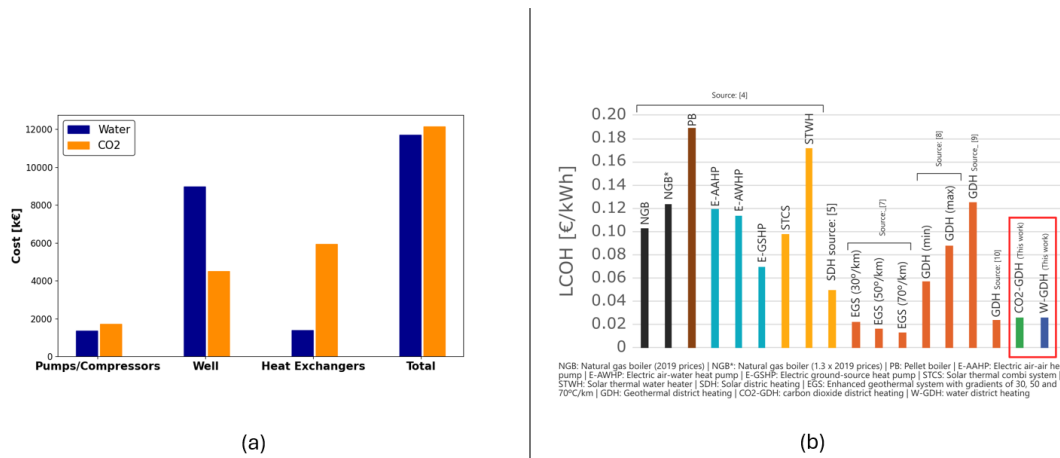 Water
CO2
Cost [k€]
12000
10000
8000
6000
4000
2000
0
Pumps/Compressors
Well
Heat Exchangers
Total
(a)
LCOH [€/kWh]
0.20
0.18
0.16
0.14
0.12
0.10
0.08
0.06
0.04
0.02
0
Source: [4]
NGB
NGB*
PB
E-AAHP
E-AWHP
E-GSHP
STCS
STWH
SDH source: [5]
Source:_[7]
EGS (30º/km)
EGS (50º/km)
EGS (70º/km)
Source: [8]
GDH (min)
GDH (max)
GDH Source:_[9]
GDH Source: [10]
CO2-GDH (This work)
W-GDH (This work)
NGB: Natural gas boiler (2019 prices) | NGB*: Natural gas boiler (1.3 x 2019 prices) | PB: Pellet boiler | E-AAHP: Electric air-air he
pump | E-AWHP: Electric air-water heat pump | E-GSHP: Electric ground-source heat pump | STCS: Solar thermal combi system |
STWH: Solar thermal water heater | SDH: Solar distric heating | EGS: Enhanced geothermal system with gradients of 30, 50 and
70ºC/km | GDH: Geothermal district heating | CO2-GDH: carbon dioxide district heating | W-GDH: water district heating
(b)